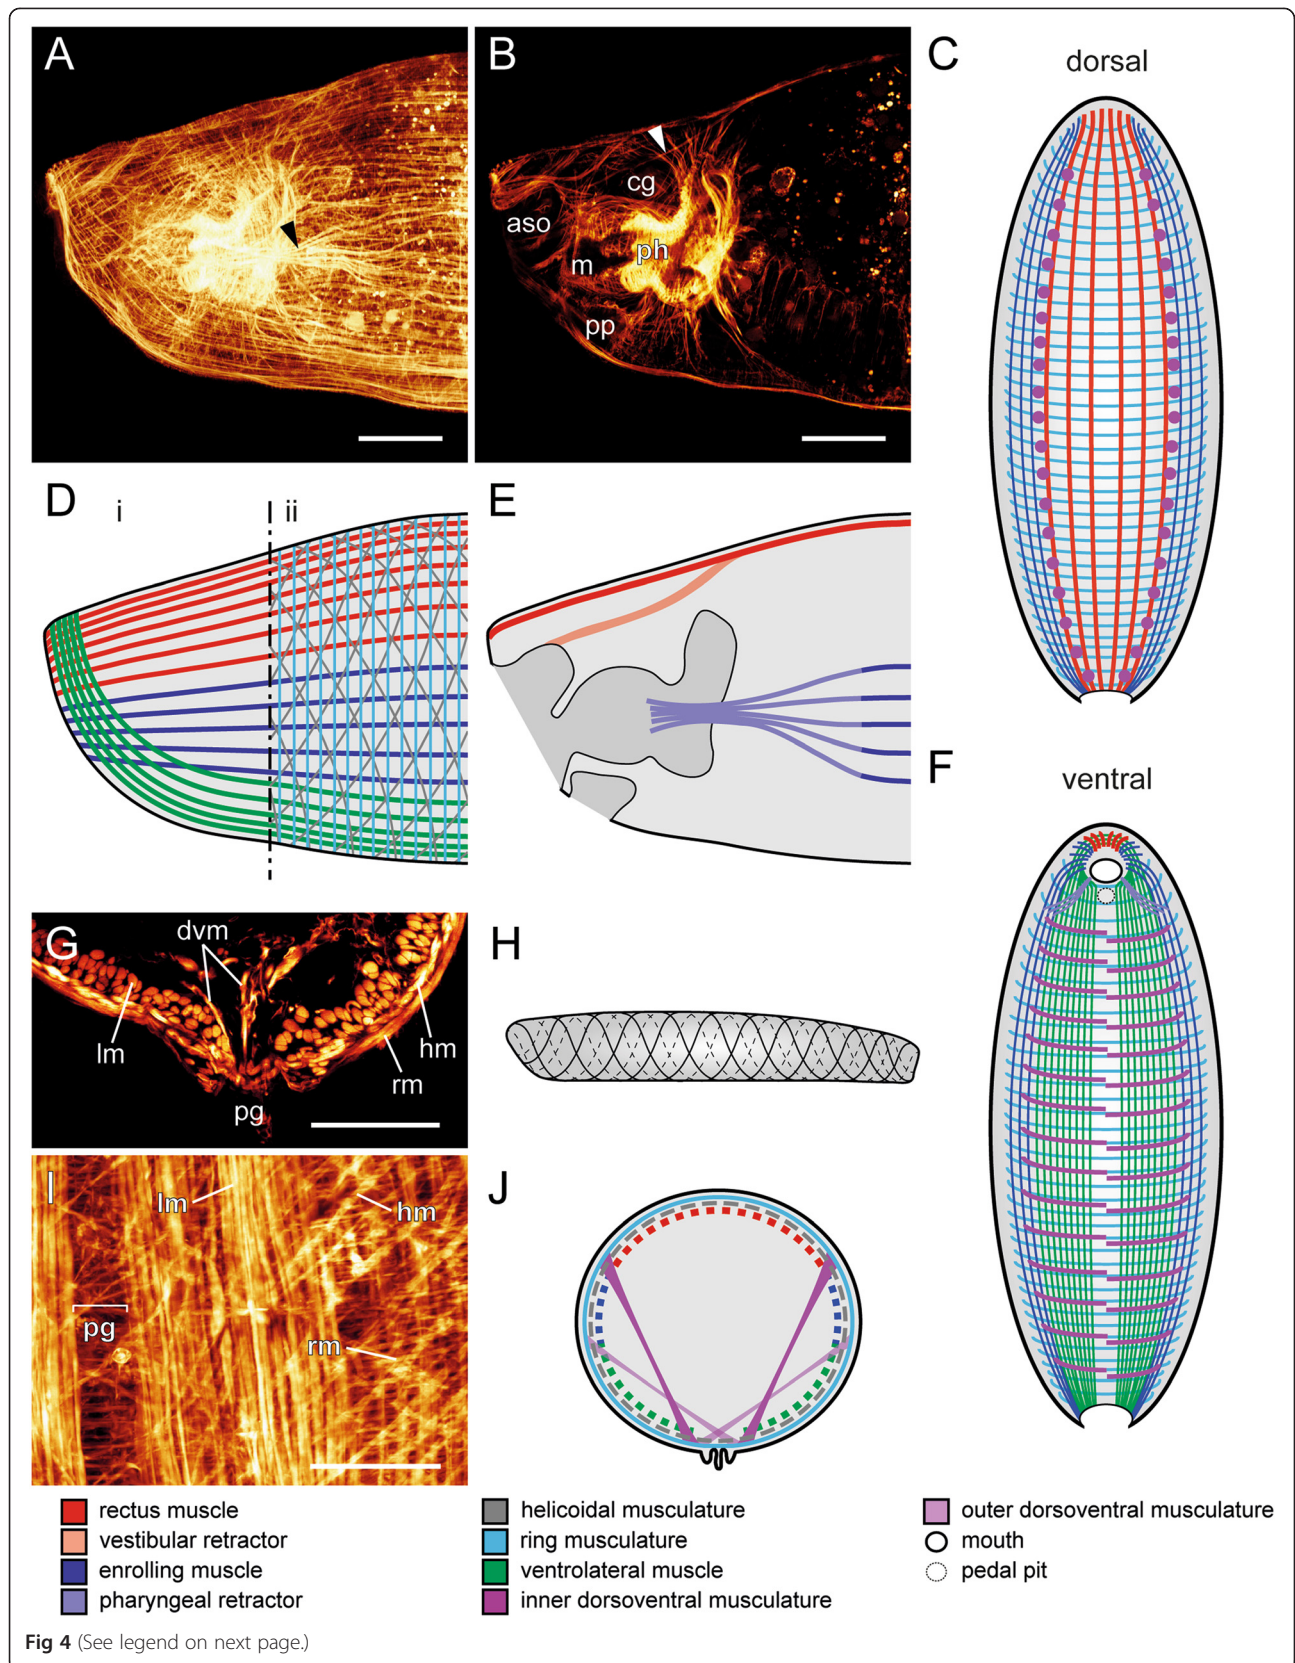 A
B
cg
aso
ph
m
pp
C
dorsal
D
i
ii
E
F
ventral
G
dvm
lm
hm
rm
pg
H
I
lm
hm
pg
rm
J
rectus muscle
vestibular retractor
enrolling muscle
pharyngeal retractor
helicoidal musculature
ring musculature
ventrolateral muscle
inner dorsoventral musculature
outer dorsoventral musculature
mouth
pedal pit
Fig 4 (See legend on next page.)